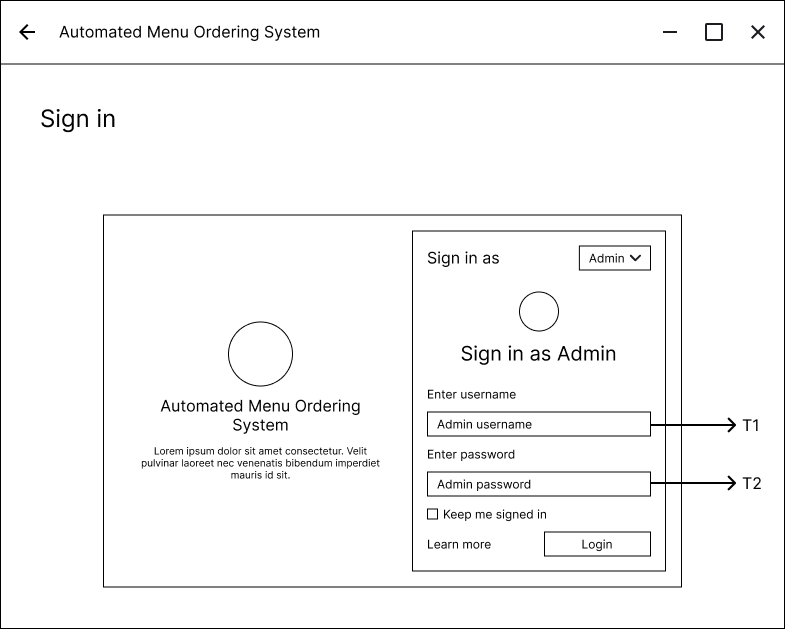 Automated Menu Ordering System
Sign in
Automated Menu Ordering
System
Lorem ipsum dolor sit amet consectetur. Velit
pulvinar laoreet nec venenatis bibendum imperdiet
mauris id sit.
Sign in as
Admin
Sign in as Admin
Enter username
Admin username
T1
Enter password
Admin password
T2
Keep me signed in
Learn more
Login